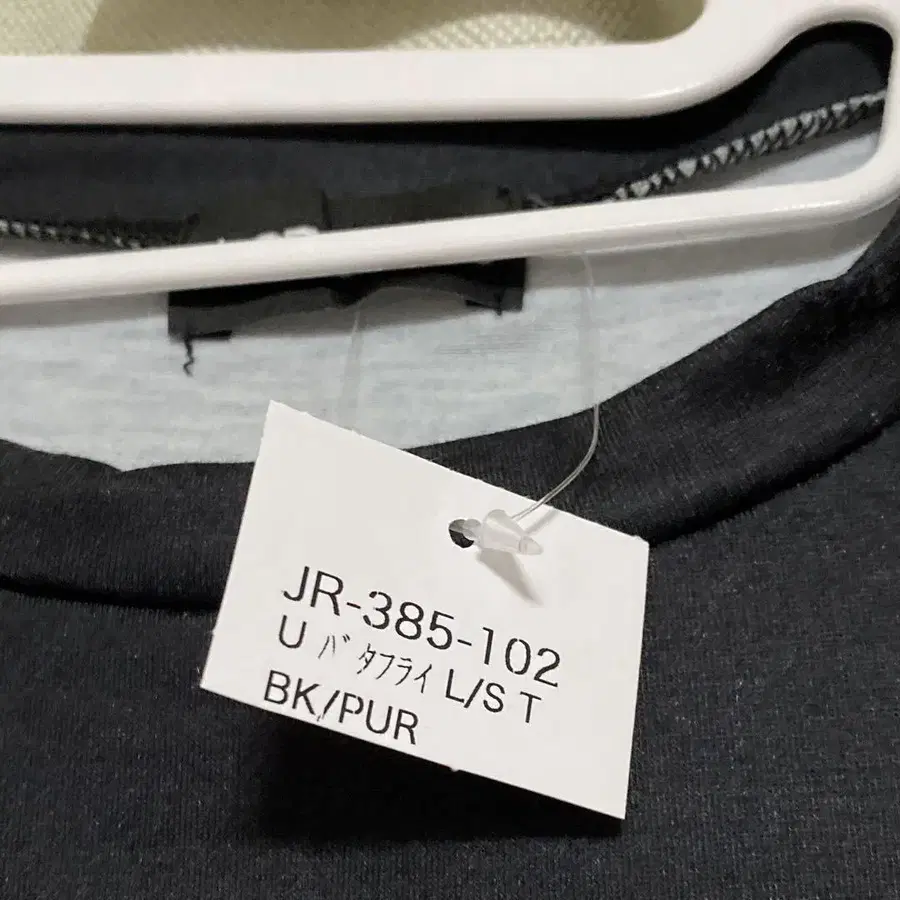 JR-385-102
U ﾊﾞﾀﾌﾗｲ L/S T
BK/PUR